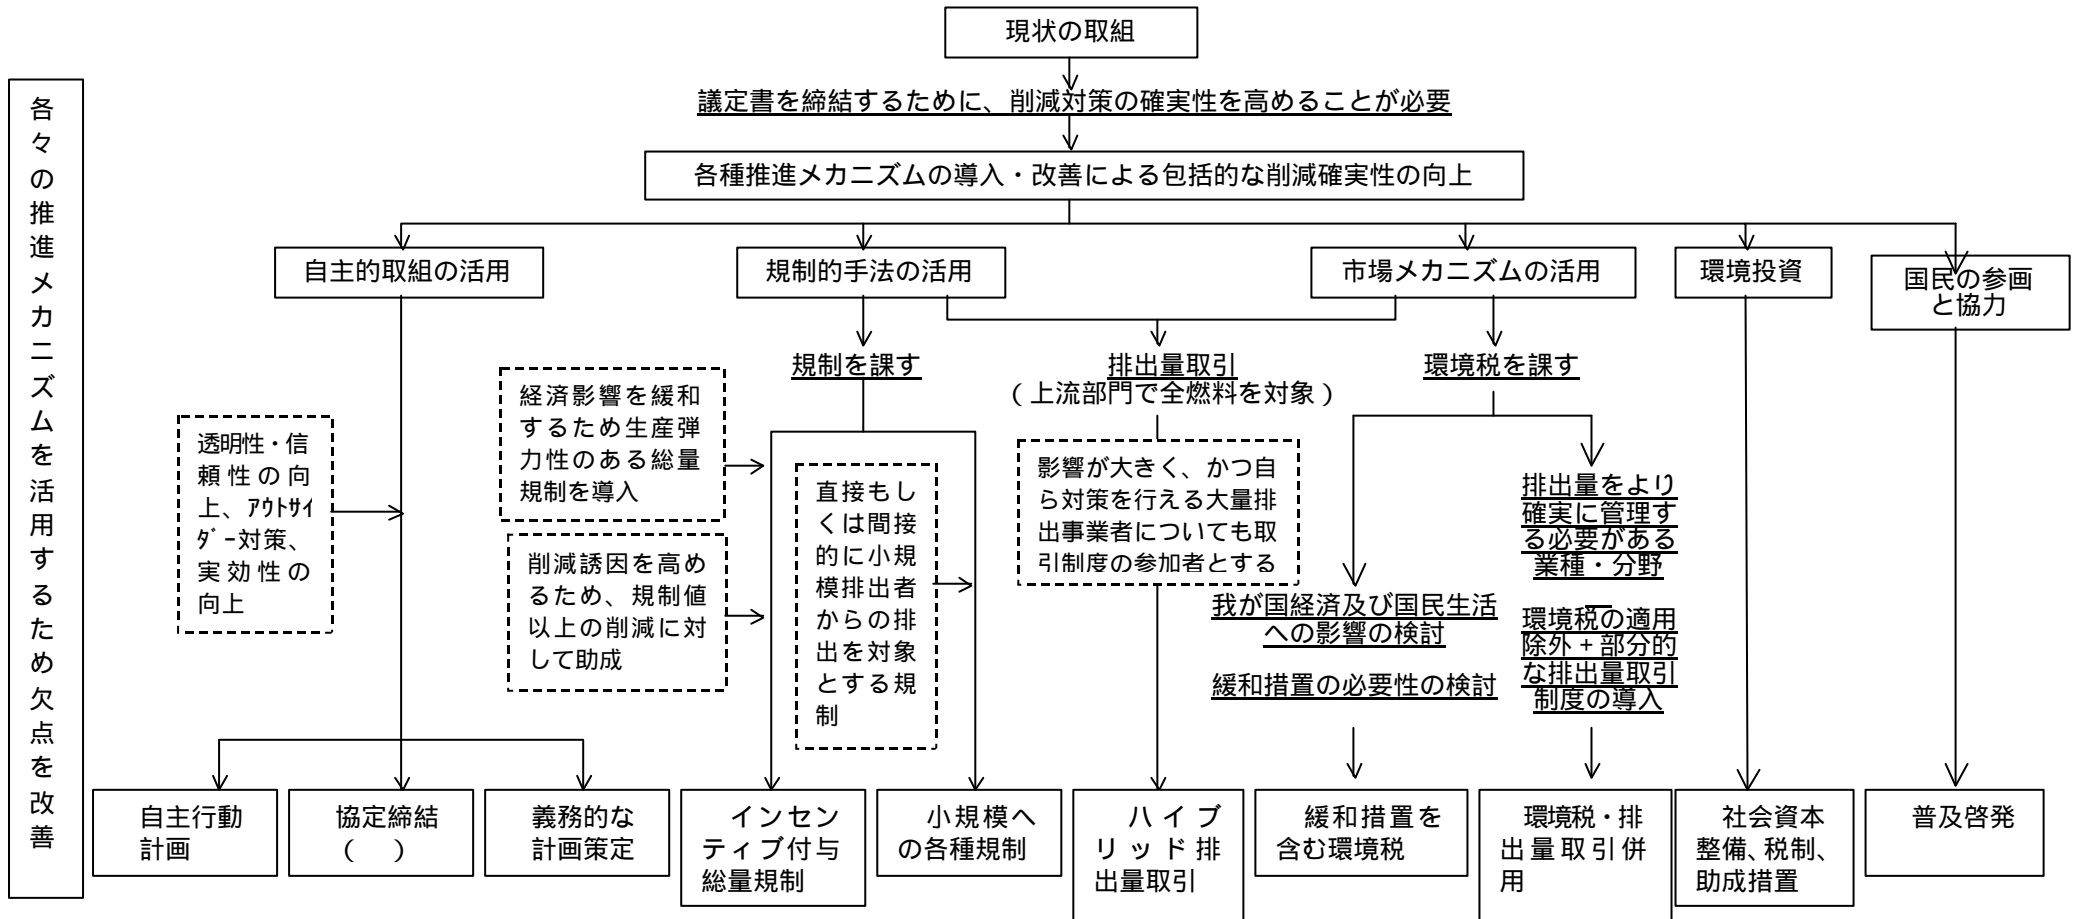 現状の取組
議定書を締結するために、削減対策の確実性を高めることが必要
各種推進メカニズムの導入・改善による包括的な削減確実性の向上
各々の推進メカニズムを活用するため欠点を改善
自主的取組の活用
規制的手法の活用
市場メカニズムの活用
環境投資
国民の参画
と協力
規制を課す
排出量取引
(上流部門で全燃料を対象)
環境税を課す
透明性・信
頼性の向
上、ｱｳﾄｻｲ
ﾀﾞｰ対策、
実効性の
向上
経済影響を緩和
するため生産弾
力性のある総量
規制を導入
削減誘因を高め
るため、規制値
以上の削減に対
して助成
直接もし
くは間接
的に小規
模排出者
からの排
出を対象
とする規
制
影響が大きく、かつ自
ら対策を行える大量排
出事業者についても取
引制度の参加者とする
我が国経済及び国民生活
への影響の検討
緩和措置の必要性の検討
排出量をより
確実に管理す
る必要がある
業種・分野
環境税の適用
除外+部分的
な排出量取引
制度の導入
自主行動
計画
協定締結
( )
義務的な
計画策定
インセン
ティブ付与
総量規制
小規模へ
の各種規制
ハイブ
リッド排
出量取引
緩和措置を
含む環境税
環境税・排
出量取引併
用
社会資本
整備、税制、
助成措置
普及啓発